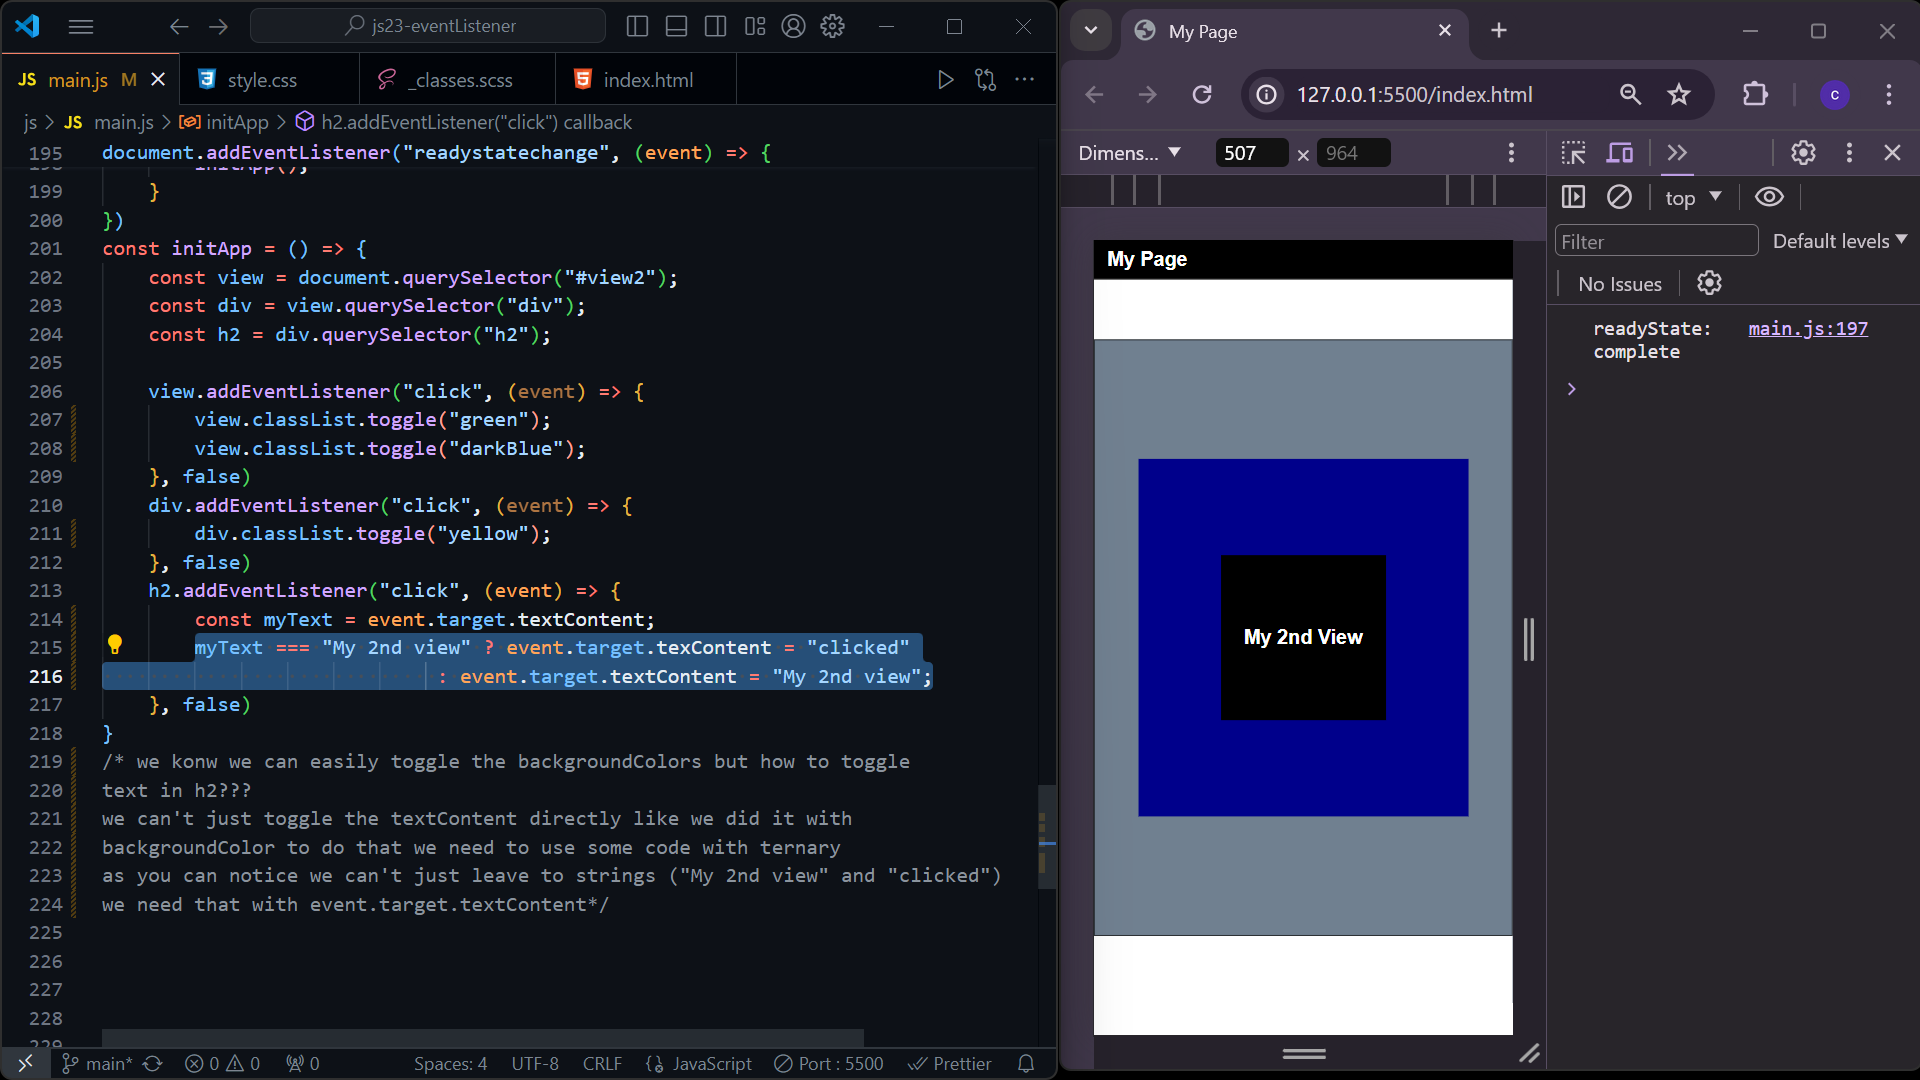 js23-eventListener
JS main.js M
style.css
_classes.scss
index.html
js > JS main.js > initApp > h2.addEventListener("click") callback
195 document.addEventListener("readystatechange", (event) => {
initApp();
199 }
200 })
201 const initApp = () => {
202 const view = document.querySelector("#view2");
203 const div = view.querySelector("div");
204 const h2 = div.querySelector("h2");
205
206 view.addEventListener("click", (event) => {
207 view.classList.toggle("green");
208 view.classList.toggle("darkBlue");
209 }, false)
210 div.addEventListener("click", (event) => {
211 div.classList.toggle("yellow");
212 }, false)
213 h2.addEventListener("click", (event) => {
214 const myText = event.target.textContent;
215 myText === "My 2nd view" ? event.target.texContent = "clicked"
216 : event.target.textContent = "My 2nd view";
217 }, false)
218 }
219 /* we konw we can easily toggle the backgroundColors but how to toggle
220 text in h2???
221 we can't just toggle the textContent directly like we did it with
222 backgroundColor to do that we need to use some code with ternary
223 as you can notice we can't just leave to strings ("My 2nd view" and "clicked")
224 we need that with event.target.textContent*/
225
226
227
228
229
main* 0 0 0 Spaces: 4 UTF-8 CRLF {} JavaScript Port : 5500 Prettier
My Page
127.0.0.1:5500/index.html
c
Dimens... 507 × 964
top
Filter
Default levels
No Issues
readyState: complete
main.js:197
My Page
My 2nd View